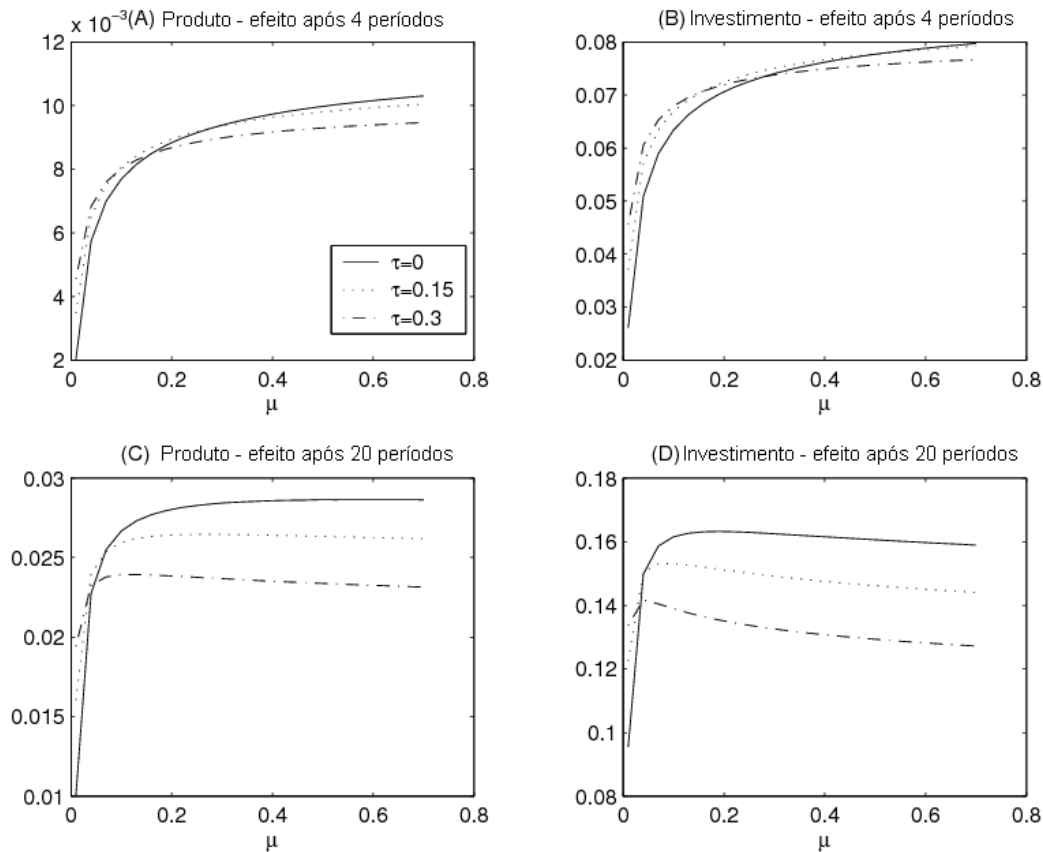 x 10⁻³ (A) Produto - efeito após 4 períodos
12
10
8
6
4
2
0 0.2 0.4 0.6 0.8
μ
τ=0
τ=0.15
τ=0.3
(B) Investimento - efeito após 4 períodos
0.08
0.07
0.06
0.05
0.04
0.03
0.02
0 0.2 0.4 0.6 0.8
μ
(C) Produto - efeito após 20 períodos
0.03
0.025
0.02
0.015
0.01
0 0.2 0.4 0.6 0.8
μ
(D) Investimento - efeito após 20 períodos
0.18
0.16
0.14
0.12
0.1
0.08
0 0.2 0.4 0.6 0.8
μ